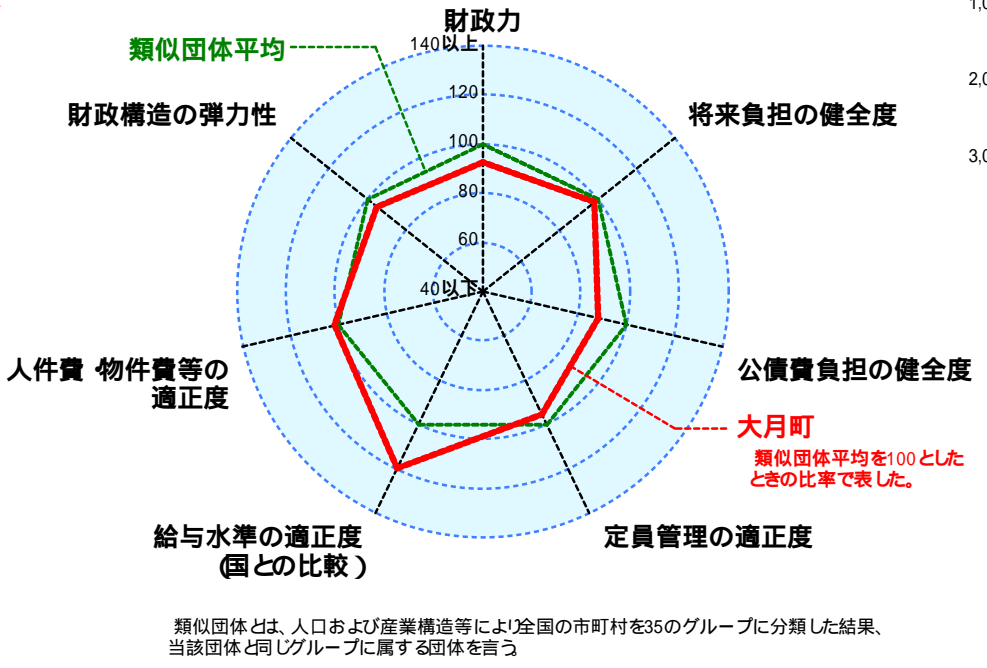 財政力
1,0
140以上
類似団体平均
120
2,0
財政構造の弾力性
将来負担の健全度
100
3,0
80
60
40以下
人件費・物件費等の
適正度
公債費負担の健全度
大月町
類似団体平均を100とした
ときの比率で表した。
給与水準の適正度
(国との比較)
定員管理の適正度
類似団体とは、人口および産業構造等により全国の市町村を35のグループに分類した結果、
当該団体と同じグループに属する団体を言う。